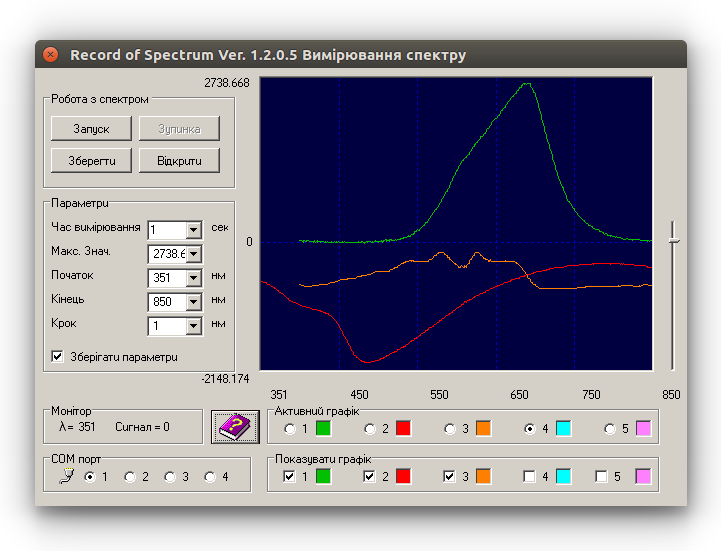 Record of Spectrum Ver. 1.2.0.5 Вимірювання спектру
2738.668
Робота з спектром
Запуск Зупинка
Зберегти Відкрити
Параметри
Час вимірювання 1 сек
0
Макс. Знач. 2738.6
Початок 351 нм
Кінець 850 нм
Крок 1 нм
Зберігати параметри
-2148.174
351 450 550 650 750 850
Монітор
λ = 351 Сигнал = 0
?
Активний графік
1 2 3 4 5
COM порт
1 2 3 4
Показувати графік
1 2 3 4 5